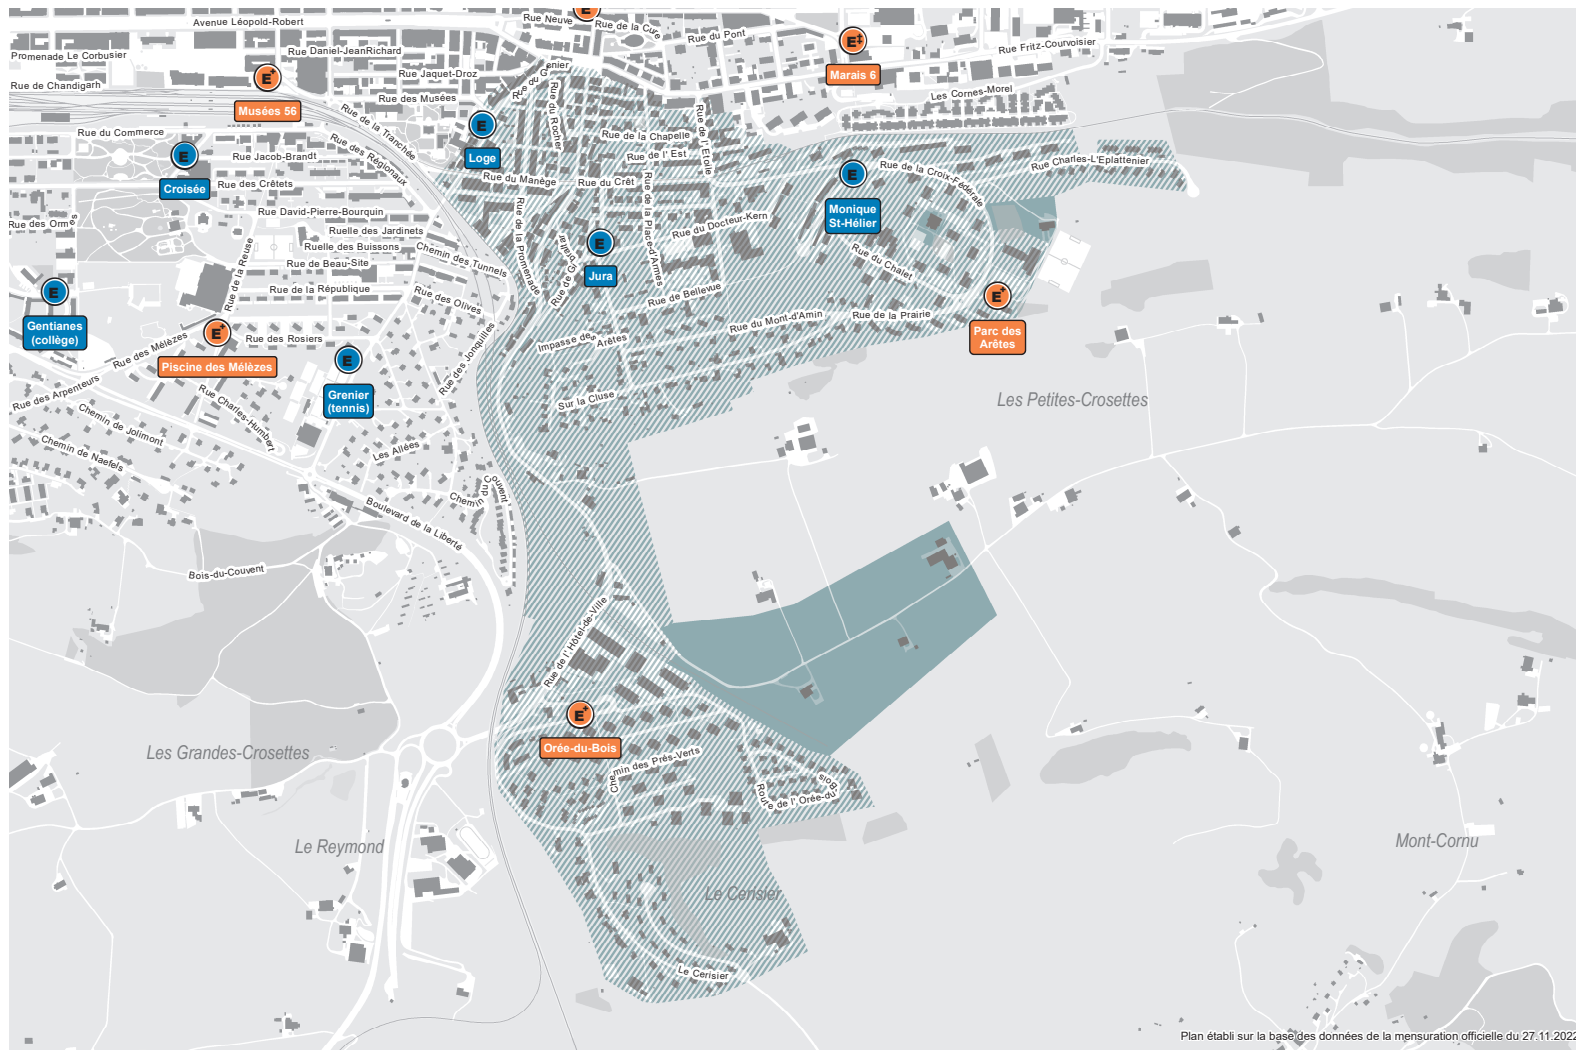 Avenue Léopold-Robert
Rue Neuve
Rue de la Cure
Rue du Pont
Rue Fritz-Courvoisier
Promenade Le Corbusier
Rue Daniel-JeanRichard
Rue de Chandigarh
Rue Jaquet-Droz
Rue du Grenier
Marais 6
Les Cornes-Morel
Musées 56
Rue des Musées
Rue de la Tranchée
Rue du Rocher
Rue de l'Etoile
Rue du Commerce
Rue des Régionaux
Loge
Rue de la Chapelle
Rue de l'Est
Rue Jacob-Brandt
Croisée
Rue des Crêtets
Rue du Manège
Rue du Crêt
Rue de la Croix-Fédérale
Rue Charles-L'Eplattenier
Rue David-Pierre-Bourquin
Rue des Ormes
Ruelle des Jardinets
Ruelle des Buissons
Chemin des Tunnels
Rue de la Promenade
Rue de la Place-d'Armes
Rue du Docteur-Kern
Monique
St-Hélier
Rue du Chalet
Rue de la Reuse
Rue de Beau-Site
Rue de la République
Rue des Olives
Rue de Gibraltar
Jura
Rue de Bellevue
Gentianes
(collège)
Rue des Mélèzes
Rue des Rosiers
Piscine des Mélèzes
Rue des Jonquilles
Impasse des
Arêtes
Rue du Mont-d'Amin
Rue de la Prairie
Parc des
Arêtes
Rue des Arpenteurs
Grenier
(tennis)
Rue Charles-Humbert
Sur la Cluse
Les Petites-Crosettes
Chemin de Jolimont
Chemin de Naefels
Les Allées
Chemin du Couvent
Boulevard de la Liberté
Bois-du-Couvent
Rue de l'Hôtel-de-Ville
Orée-du-Bois
Les Grandes-Crosettes
Chemin des Prés-Verts
Route de l'Orée-du-
Bois
Le Reymond
Mont-Cornu
Le Cerisier
Le Cerisier
Plan établi sur la base des données de la mensuration officielle du 27.11.2022